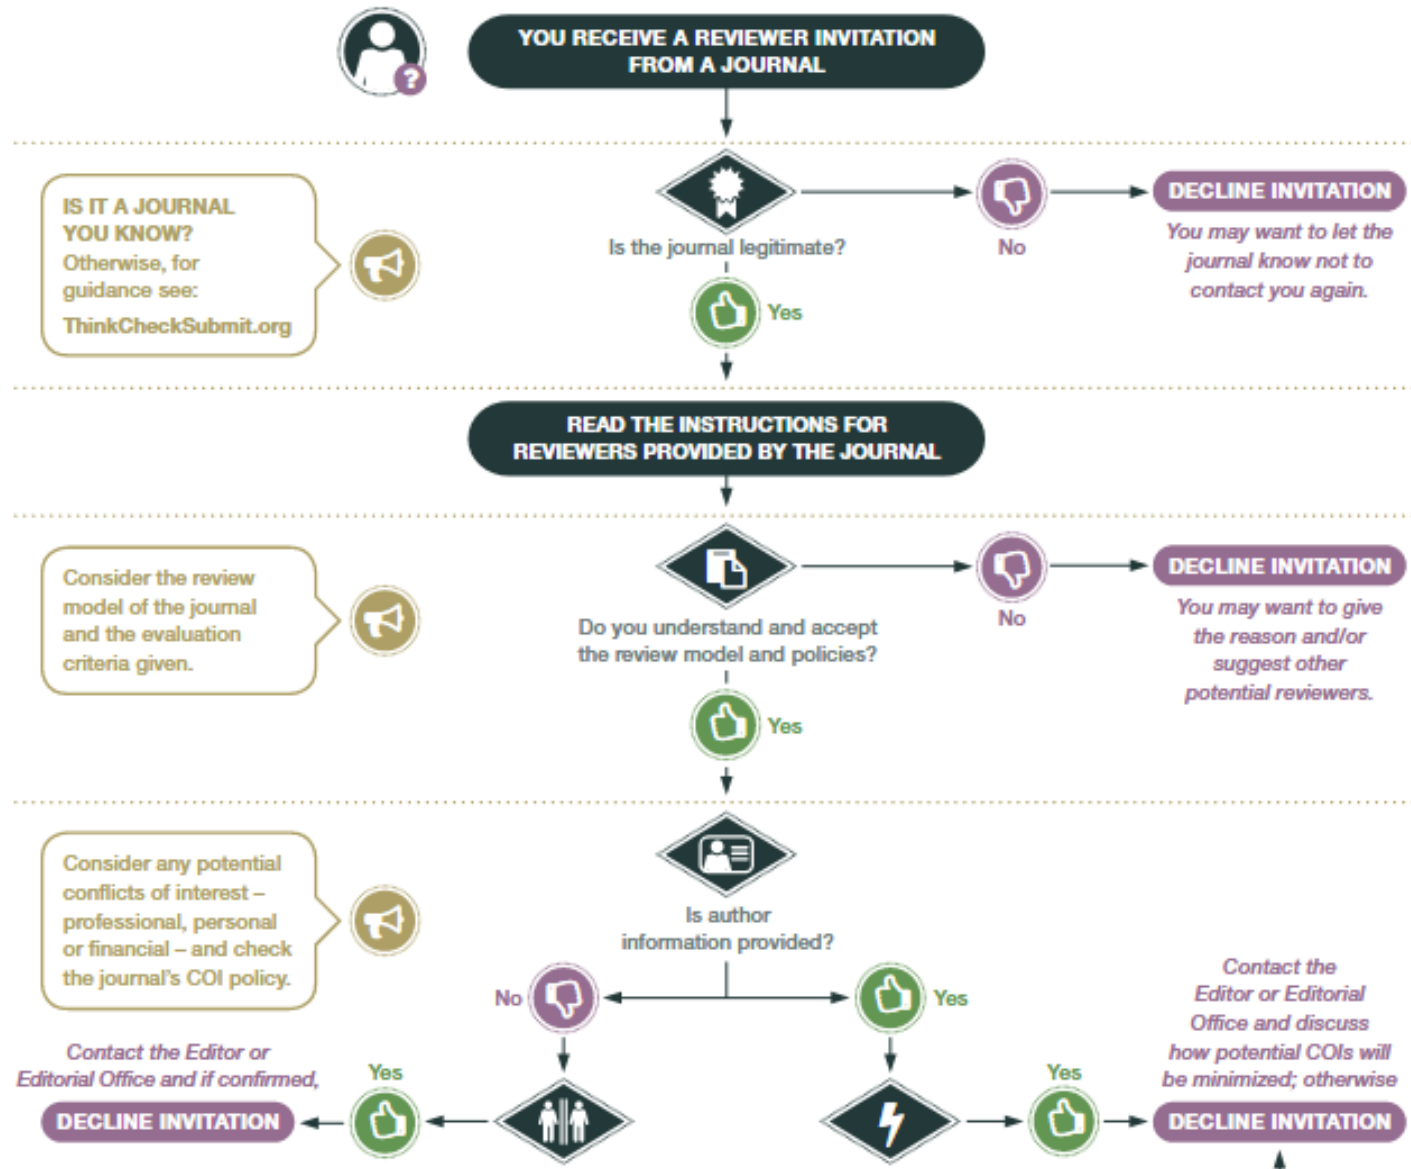 YOU RECEIVE A REVIEWER INVITATION
FROM A JOURNAL
?
IS IT A JOURNAL
YOU KNOW?
Otherwise, for
guidance see:
ThinkCheckSubmit.org
Is the journal legitimate?
No
DECLINE INVITATION
You may want to let the
journal know not to
contact you again.
Yes
READ THE INSTRUCTIONS FOR
REVIEWERS PROVIDED BY THE JOURNAL
Consider the review
model of the journal
and the evaluation
criteria given.
Do you understand and accept
the review model and policies?
No
DECLINE INVITATION
You may want to give
the reason and/or
suggest other
potential reviewers.
Yes
Consider any potential
conflicts of interest –
professional, personal
or financial – and check
the journal's COI policy.
Is author
information provided?
No
Yes
Contact the Editor or
Editorial Office and if confirmed,
DECLINE INVITATION
Yes
Yes
Contact the
Editor or Editorial
Office and discuss
how potential COIs will
be minimized; otherwise
DECLINE INVITATION